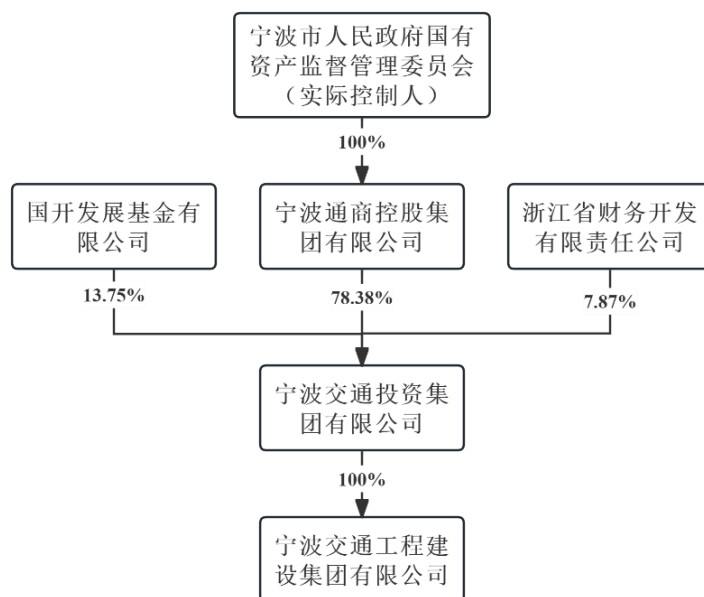 宁波市人民政府国有
资产监督管理委员会
（实际控制人）
100%
国开发展基金有
限公司
宁波通商控股集
团有限公司
浙江省财务开发
有限责任公司
13.75%
78.38%
7.87%
宁波交通投资集
团有限公司
100%
宁波交通工程建
设集团有限公司